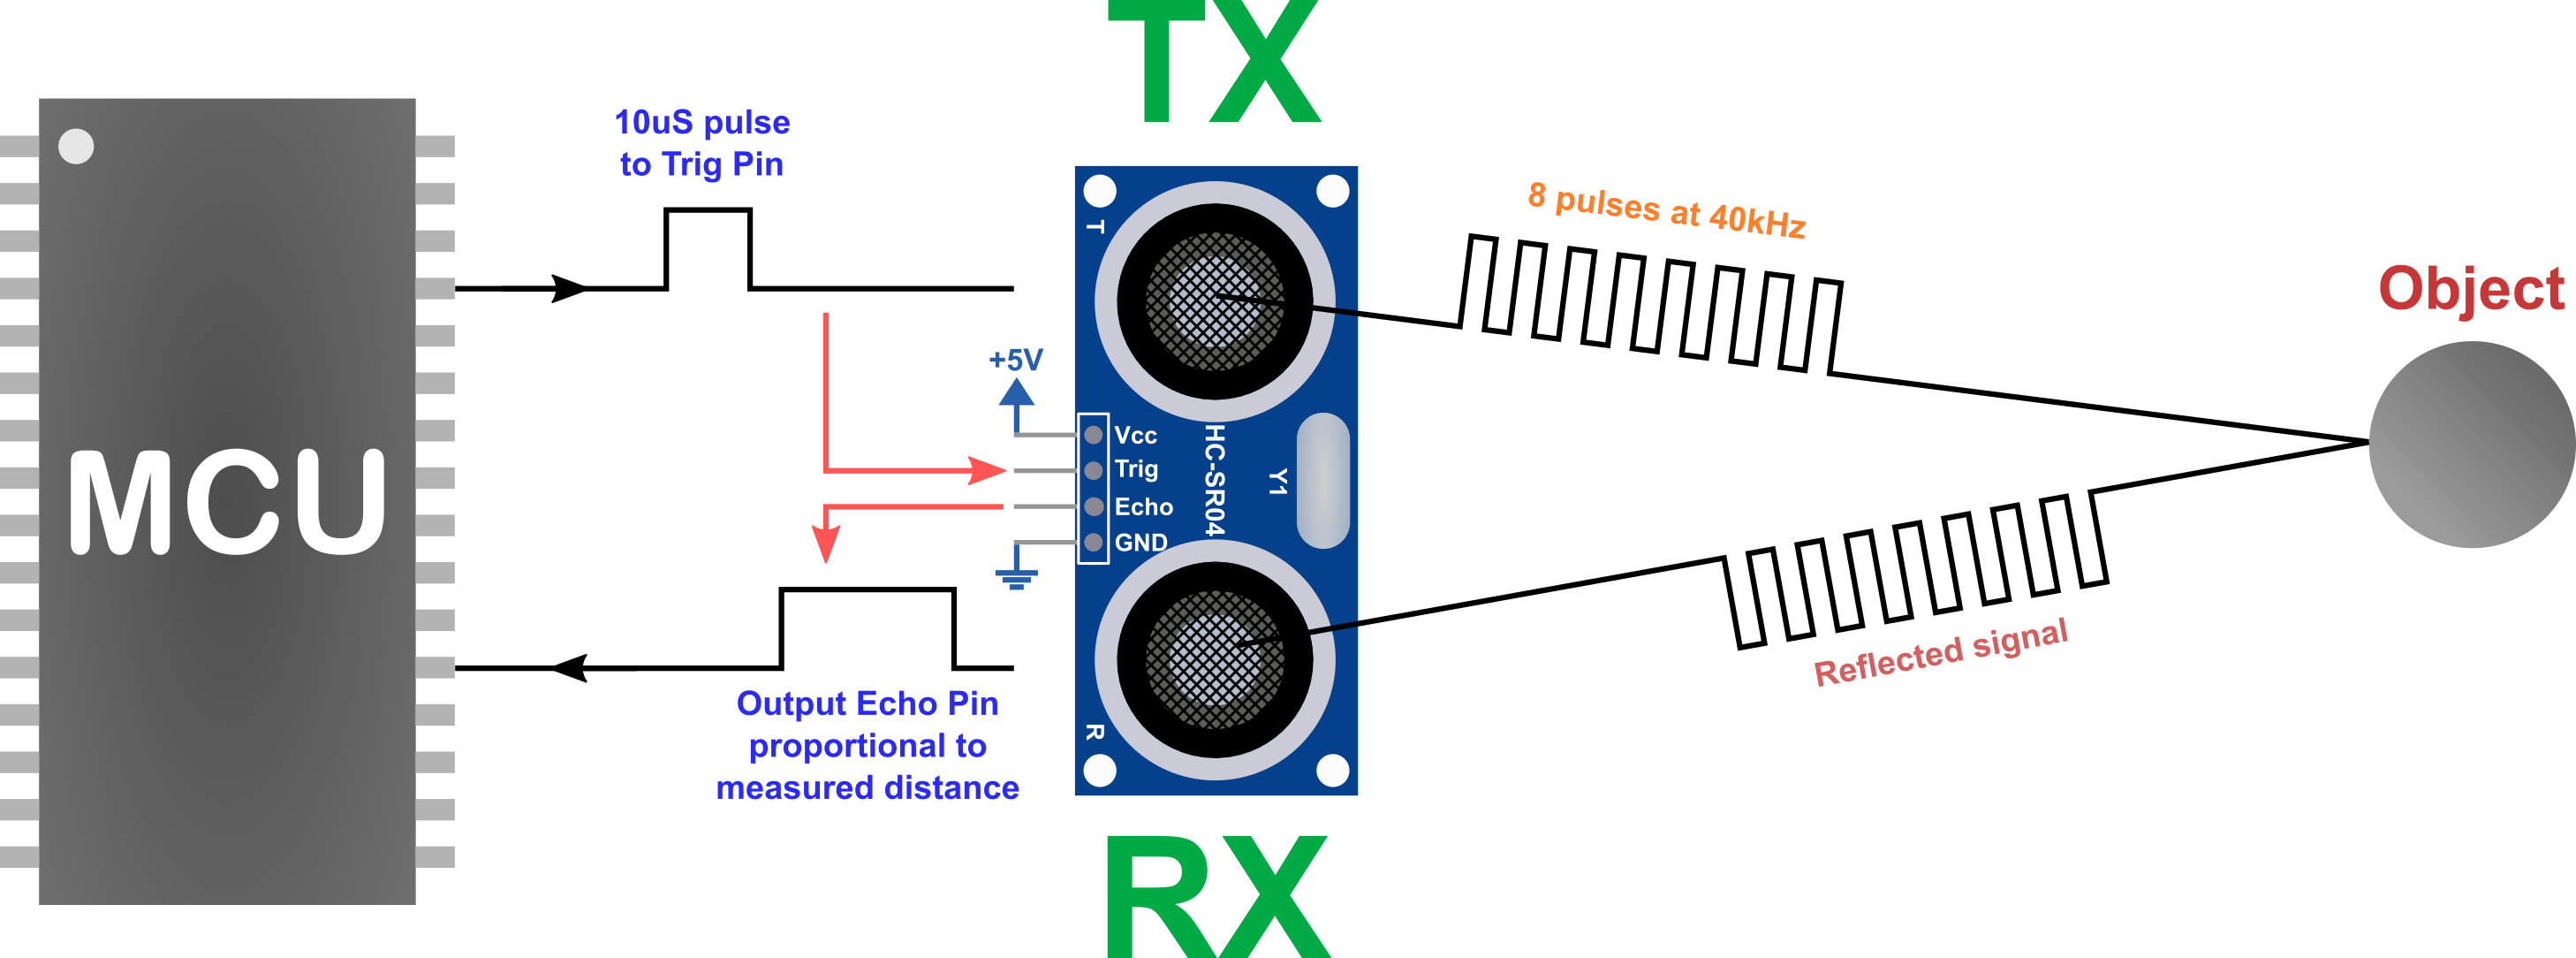 TX
10uS pulse
to Trig Pin
8 pulses at 40kHz
T
Object
+5V
MCU
Vcc
Trig
Echo
GND
HC-SR04
Y1
Reflected signal
Output Echo Pin
proportional to
measured distance
R
RX